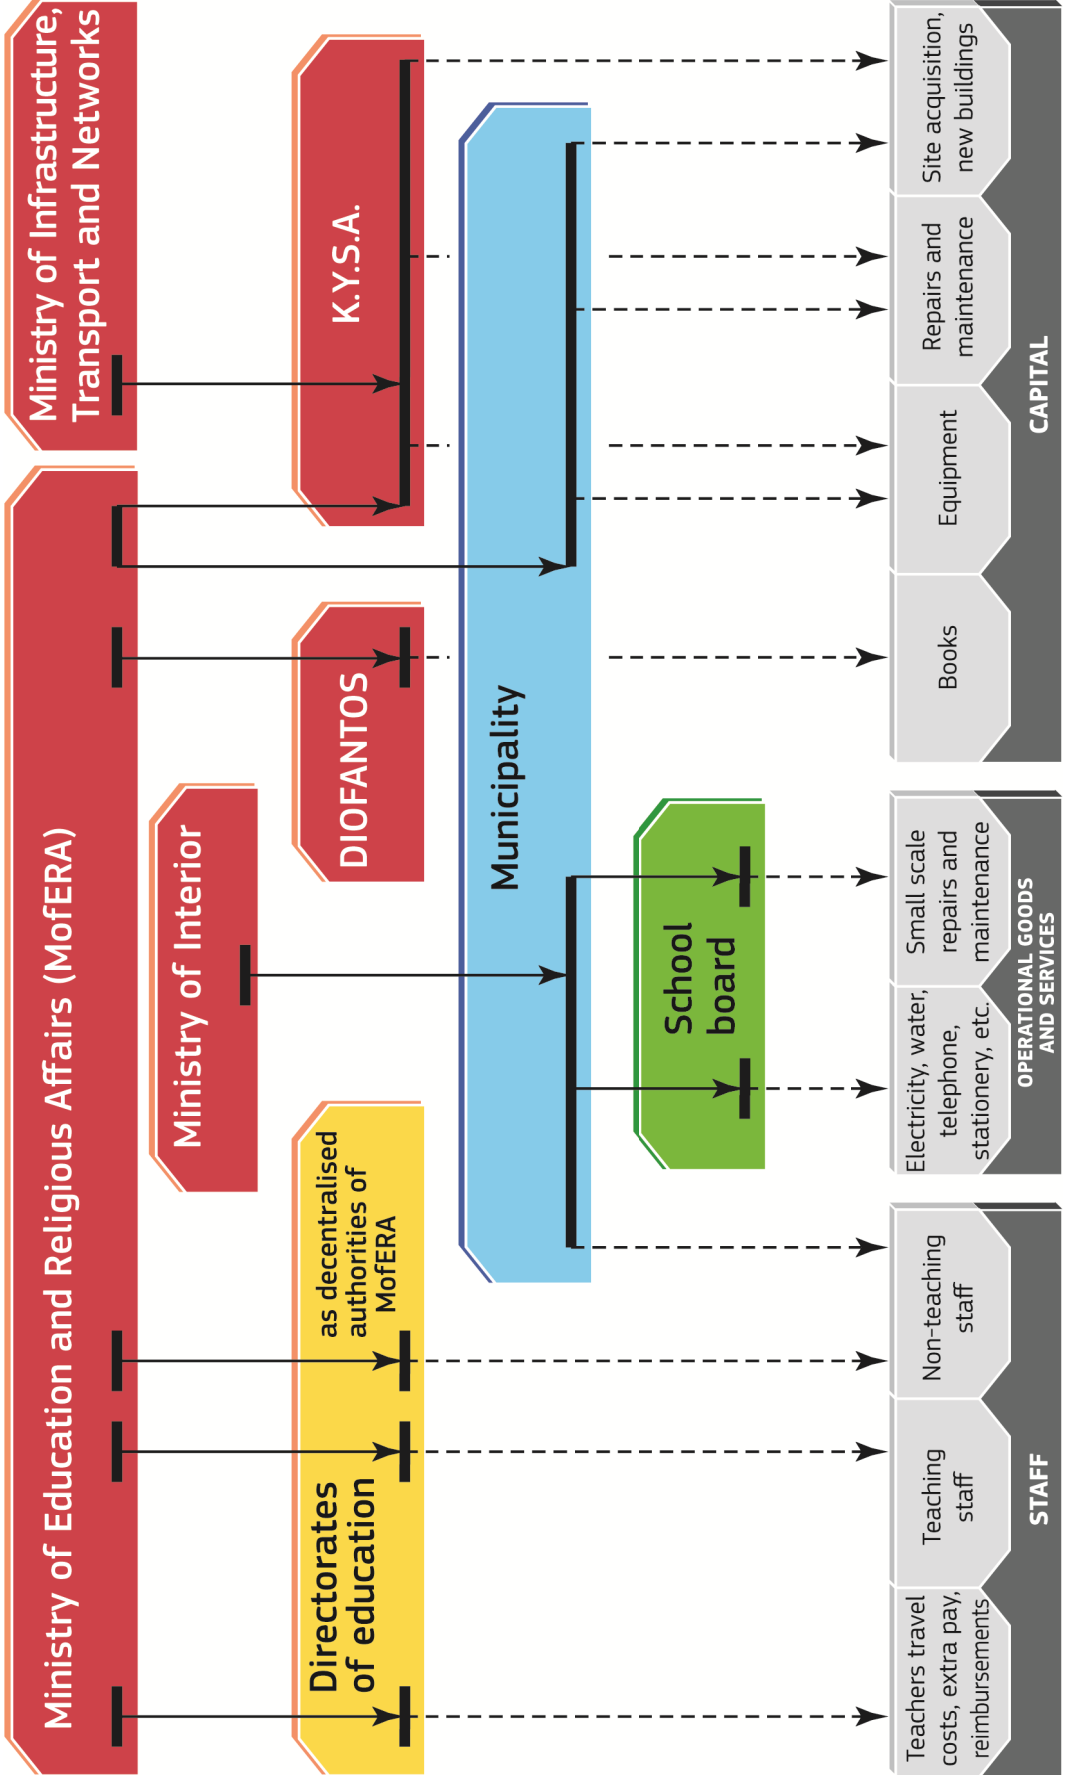 Ministry of Education and Religious Affairs (MofERA)
Ministry of Infrastructure,
Transport and Networks
Ministry of Interior
Directorates
of education
as decentralised
authorities of
MofERA
DIOFANTOS
K.Y.S.A.
Municipality
School
board
Teachers travel
costs, extra pay,
reimbursements
Teaching
staff
Non-teaching
staff
Electricity, water,
telephone,
stationery, etc.
Small scale
repairs and
maintenance
Books
Equipment
Repairs and
maintenance
Site acquisition,
new buildings
STAFF
OPERATIONAL GOODS
AND SERVICES
CAPITAL